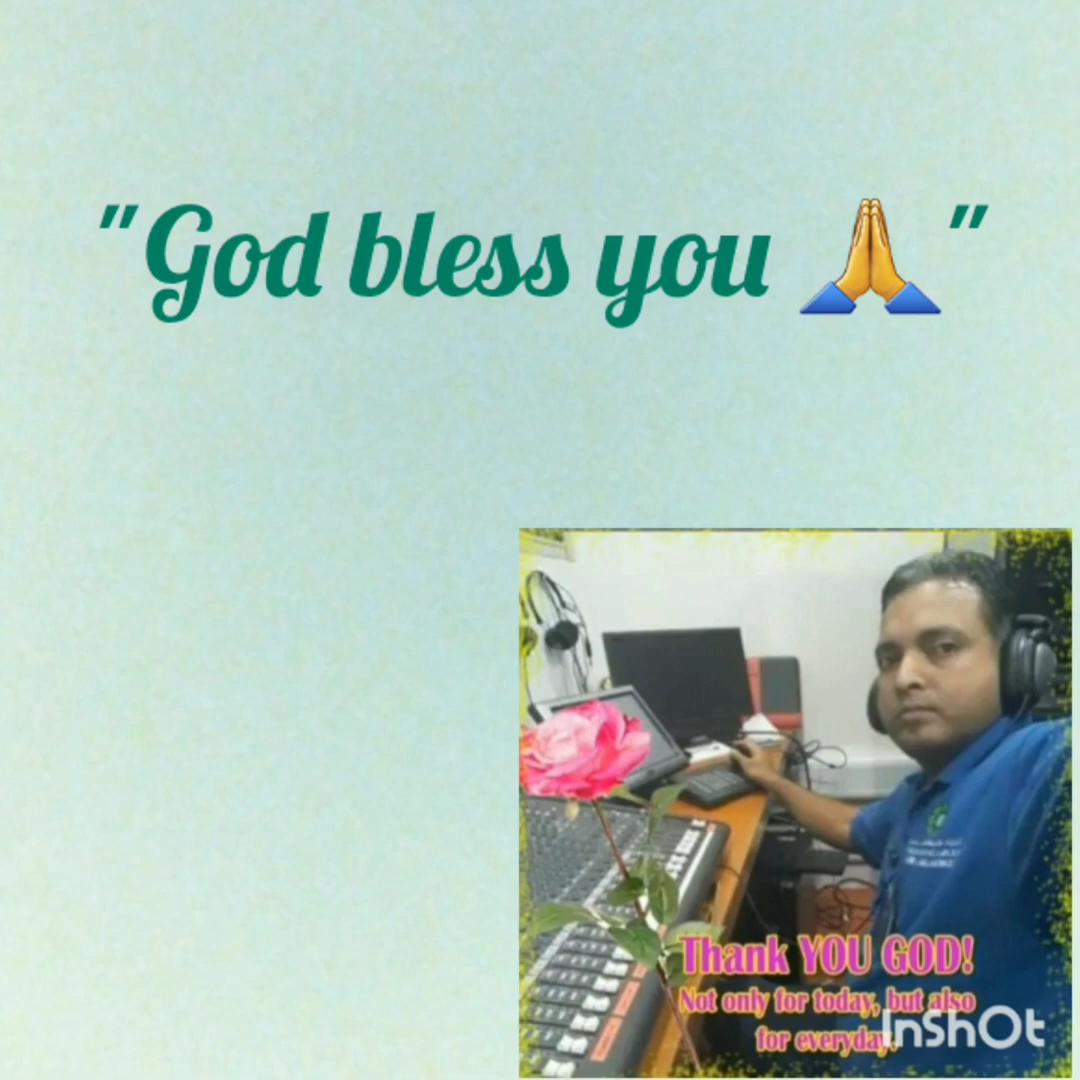 "God bless you 🙏"
Thank YOU GOD!
Not only for today, but also
for everyday.
InShOt